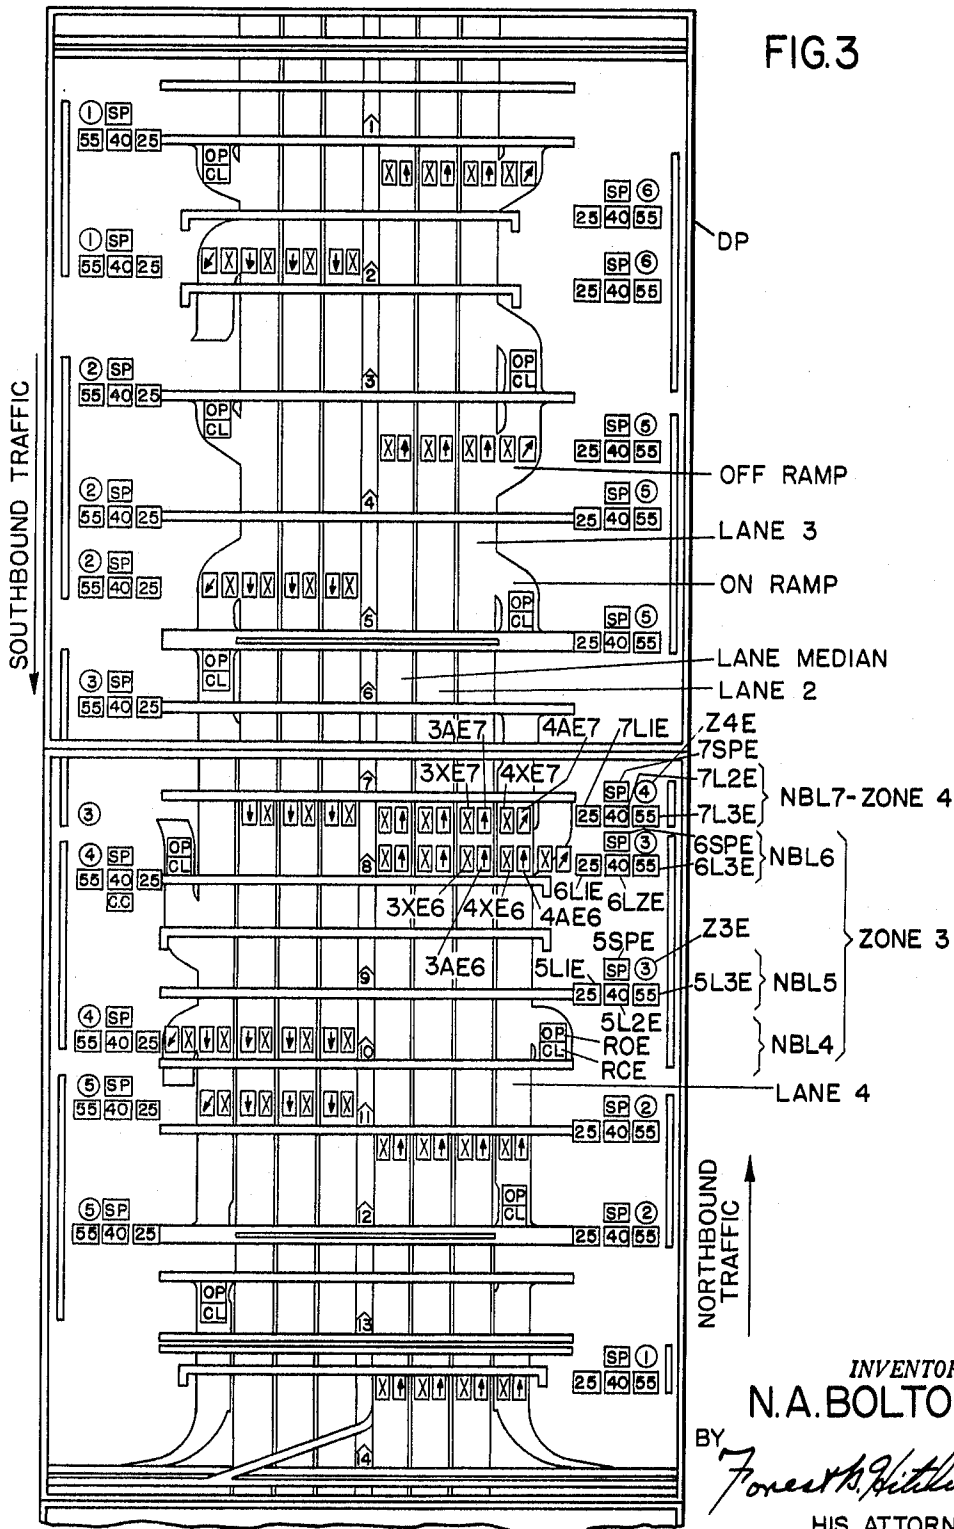 FIG.3
① SP
55 40 25
1
OP
CL
X X X X
SP ⑥
25 40 55
DP
① SP
55 40 25
X X X X
2
SP ⑥
25 40 55
② SP
55 40 25
3
OP
CL
OP
CL
X X X X
SP ⑤
25 40 55
OFF RAMP
SOUTHBOUND TRAFFIC
② SP
55 40 25
4
SP ⑤
25 40 55
LANE 3
② SP
55 40 25
X X X X
ON RAMP
5
OP
CL
SP ⑤
25 40 55
③ SP
55 40 25
OP
CL
6
LANE MEDIAN
LANE 2
3AE7 4AE7 7L1E Z4E
3XE7 4XE7
7SPE
7
③
X X X X
X X X X
SP ④
25 40 55
7L2E
7L3E
NBL7-ZONE 4
④ SP
55 40 25
C.C
OP
CL
8
X X X X X
SP ③
25 40 55
6SPE
6L3E
NBL6
6L1E
6LZE
3XE6 4XE6
4AE6
3AE6
5SPE
Z3E
ZONE 3
9
5L1E
SP ③
25 40 55
5L3E
NBL5
5L2E
④ SP
55 40 25
X X X X X
10
OP
CL
ROE
RCE
NBL4
LANE 4
⑤ SP
55 40 25
X X X X
11
SP ②
25 40 55
X X X X
⑤ SP
55 40 25
12
OP
CL
SP ②
25 40 55
NORTHBOUND
TRAFFIC
OP
CL
13
SP ①
25 40 55
X X X X
14
INVENTOR
N.A.BOLTO
BY
HIS ATTORN